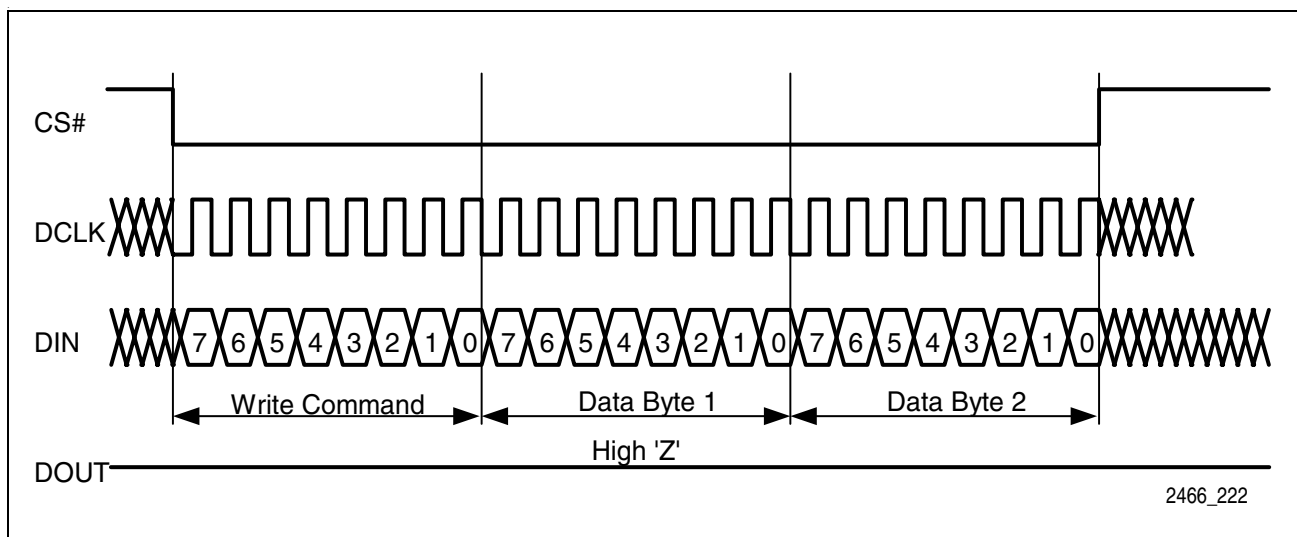 CS#
DCLK
DIN 7 6 5 4 3 2 1 0 7 6 5 4 3 2 1 0 7 6 5 4 3 2 1 0
Write Command Data Byte 1 Data Byte 2
High 'Z'
DOUT
2466_222